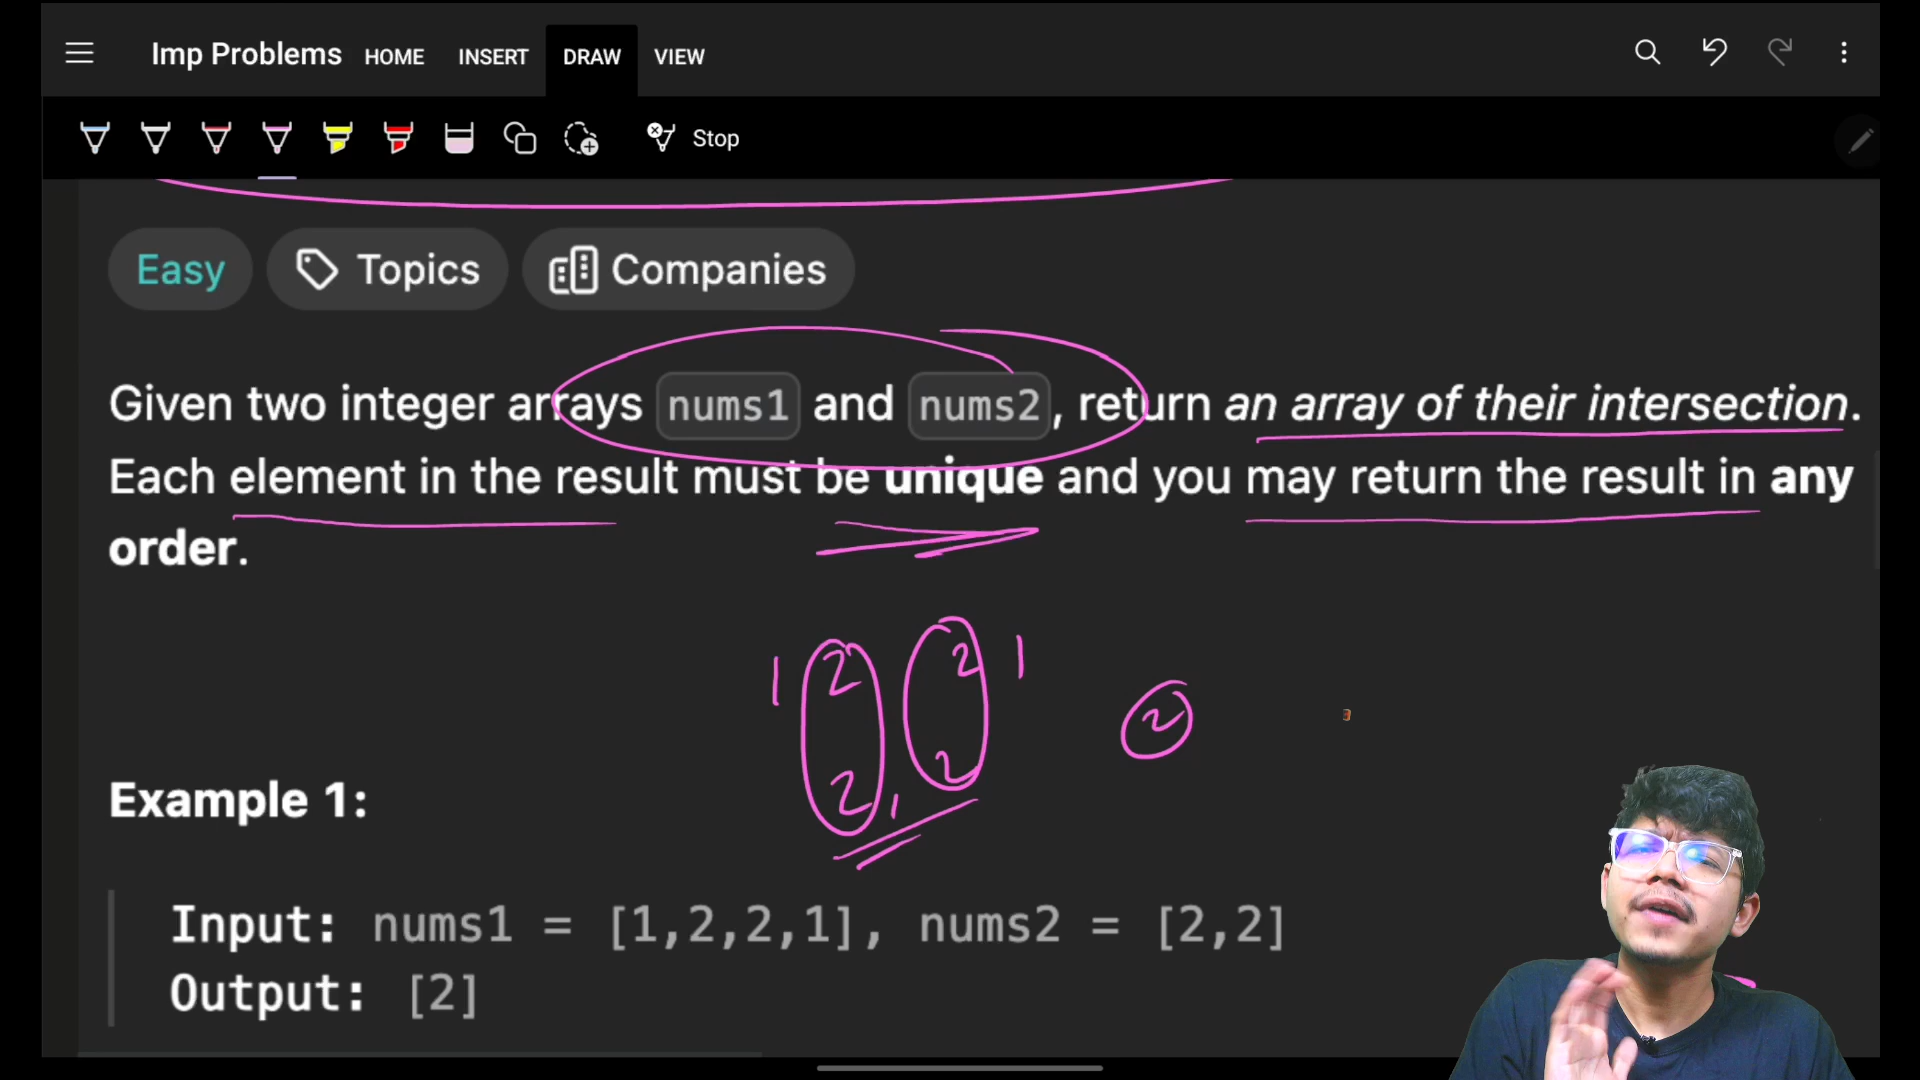 Imp Problems HOME INSERT DRAW VIEW
Stop
Easy Topics Companies
Given two integer arrays nums1 and nums2, return an array of their intersection.
Each element in the result must be unique and you may return the result in any
order.
1 2 2 1
2
2, 2
Example 1:
Input: nums1 = [1,2,2,1], nums2 = [2,2]
Output: [2]